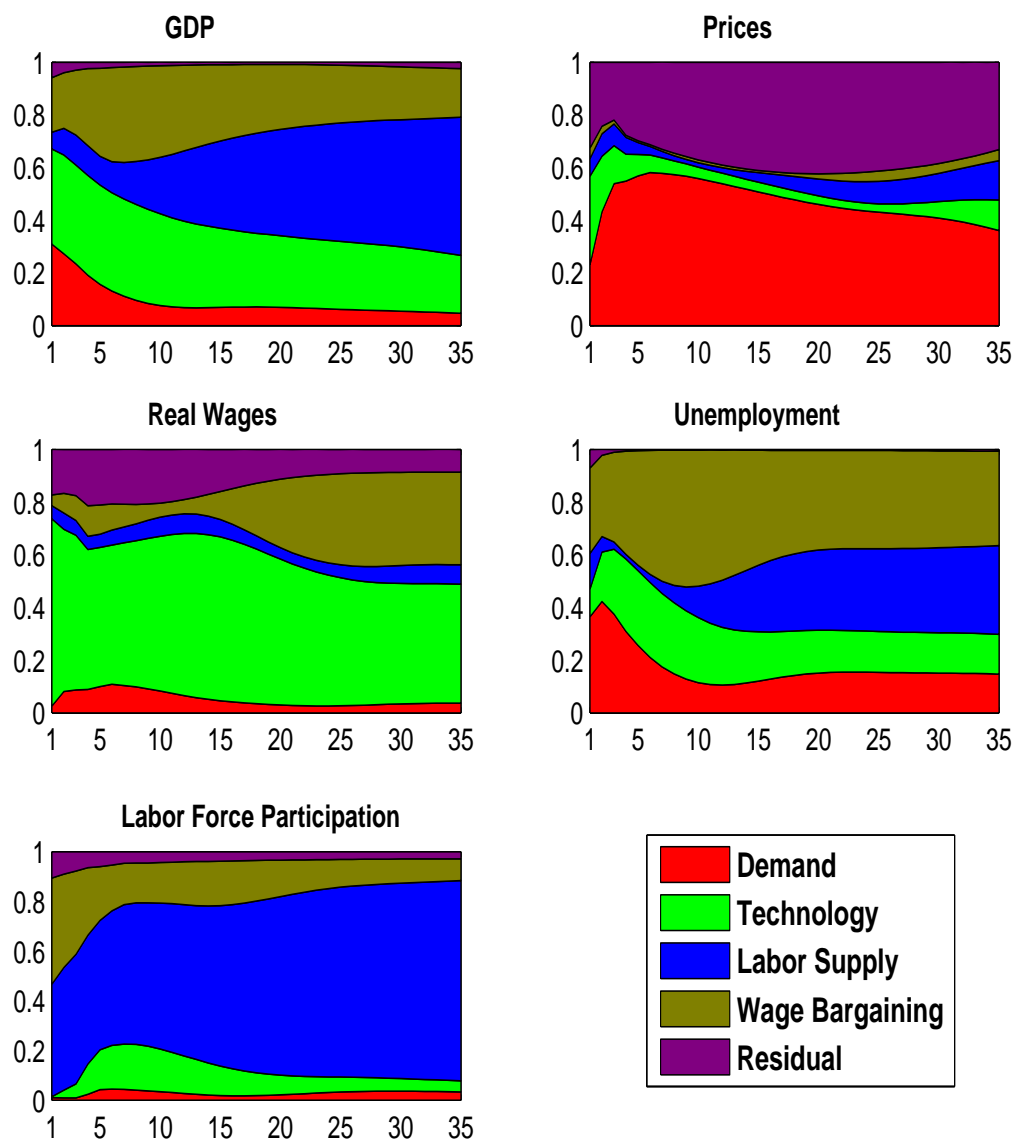 GDP
1
0.8
0.6
0.4
0.2
0
1 5 10 15 20 25 30 35
Prices
1
0.8
0.6
0.4
0.2
0
1 5 10 15 20 25 30 35
Real Wages
1
0.8
0.6
0.4
0.2
0
1 5 10 15 20 25 30 35
Unemployment
1
0.8
0.6
0.4
0.2
0
1 5 10 15 20 25 30 35
Labor Force Participation
1
0.8
0.6
0.4
0.2
0
1 5 10 15 20 25 30 35
Demand
Technology
Labor Supply
Wage Bargaining
Residual